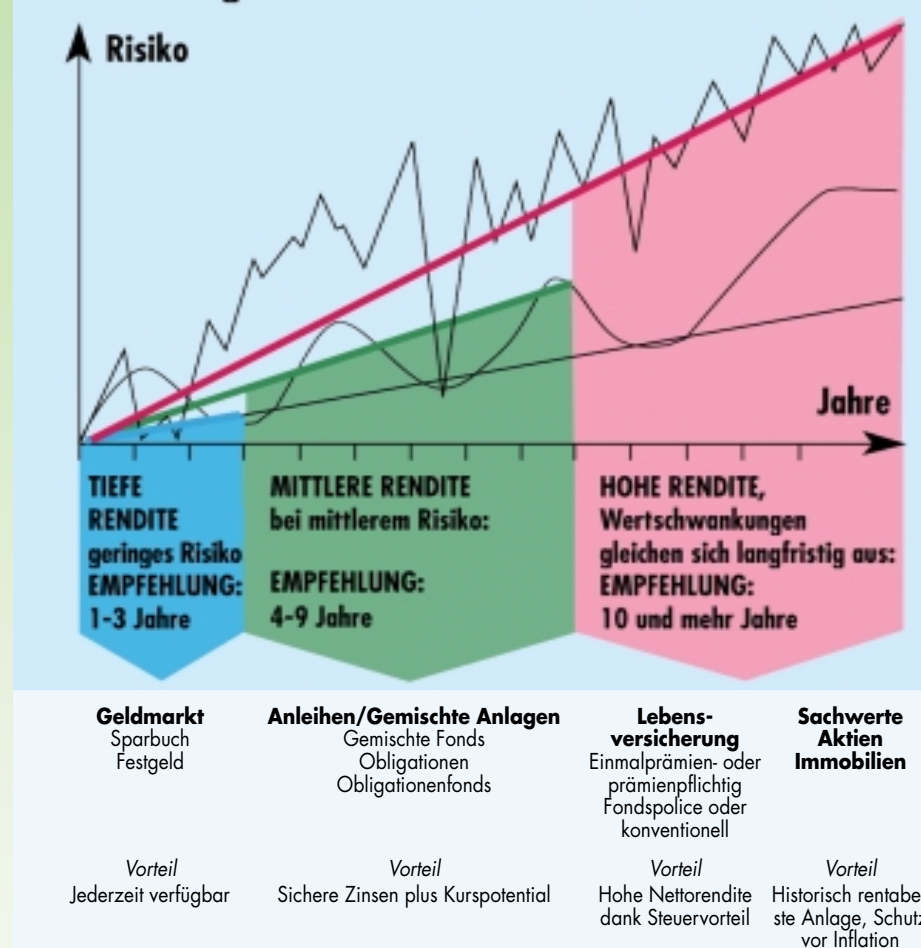 Risiko
Jahre
TIEFE
RENDITE
geringes Risiko
EMPFEHLUNG:
1-3 Jahre
MITTLERE RENDITE
bei mittlerem Risiko:
EMPFEHLUNG:
4-9 Jahre
HOHE RENDITE,
Wertschwankungen
gleichen sich langfristig aus:
EMPFEHLUNG:
10 und mehr Jahre
Geldmarkt
Sparbuch
Festgeld
Vorteil
Jederzeit verfügbar
Anleihen/Gemischte Anlagen
Gemischte Fonds
Obligationen
Obligationenfonds
Vorteil
Sichere Zinsen plus Kurspotential
Lebens-
versicherung
Einmalprämien- oder
prämienpflichtig
Fondspolice oder
konventionell
Vorteil
Hohe Nettorendite
dank Steuervorteil
Sachwerte
Aktien
Immobilien
Vorteil
Historisch rentabe
ste Anlage, Schutz
vor Inflation